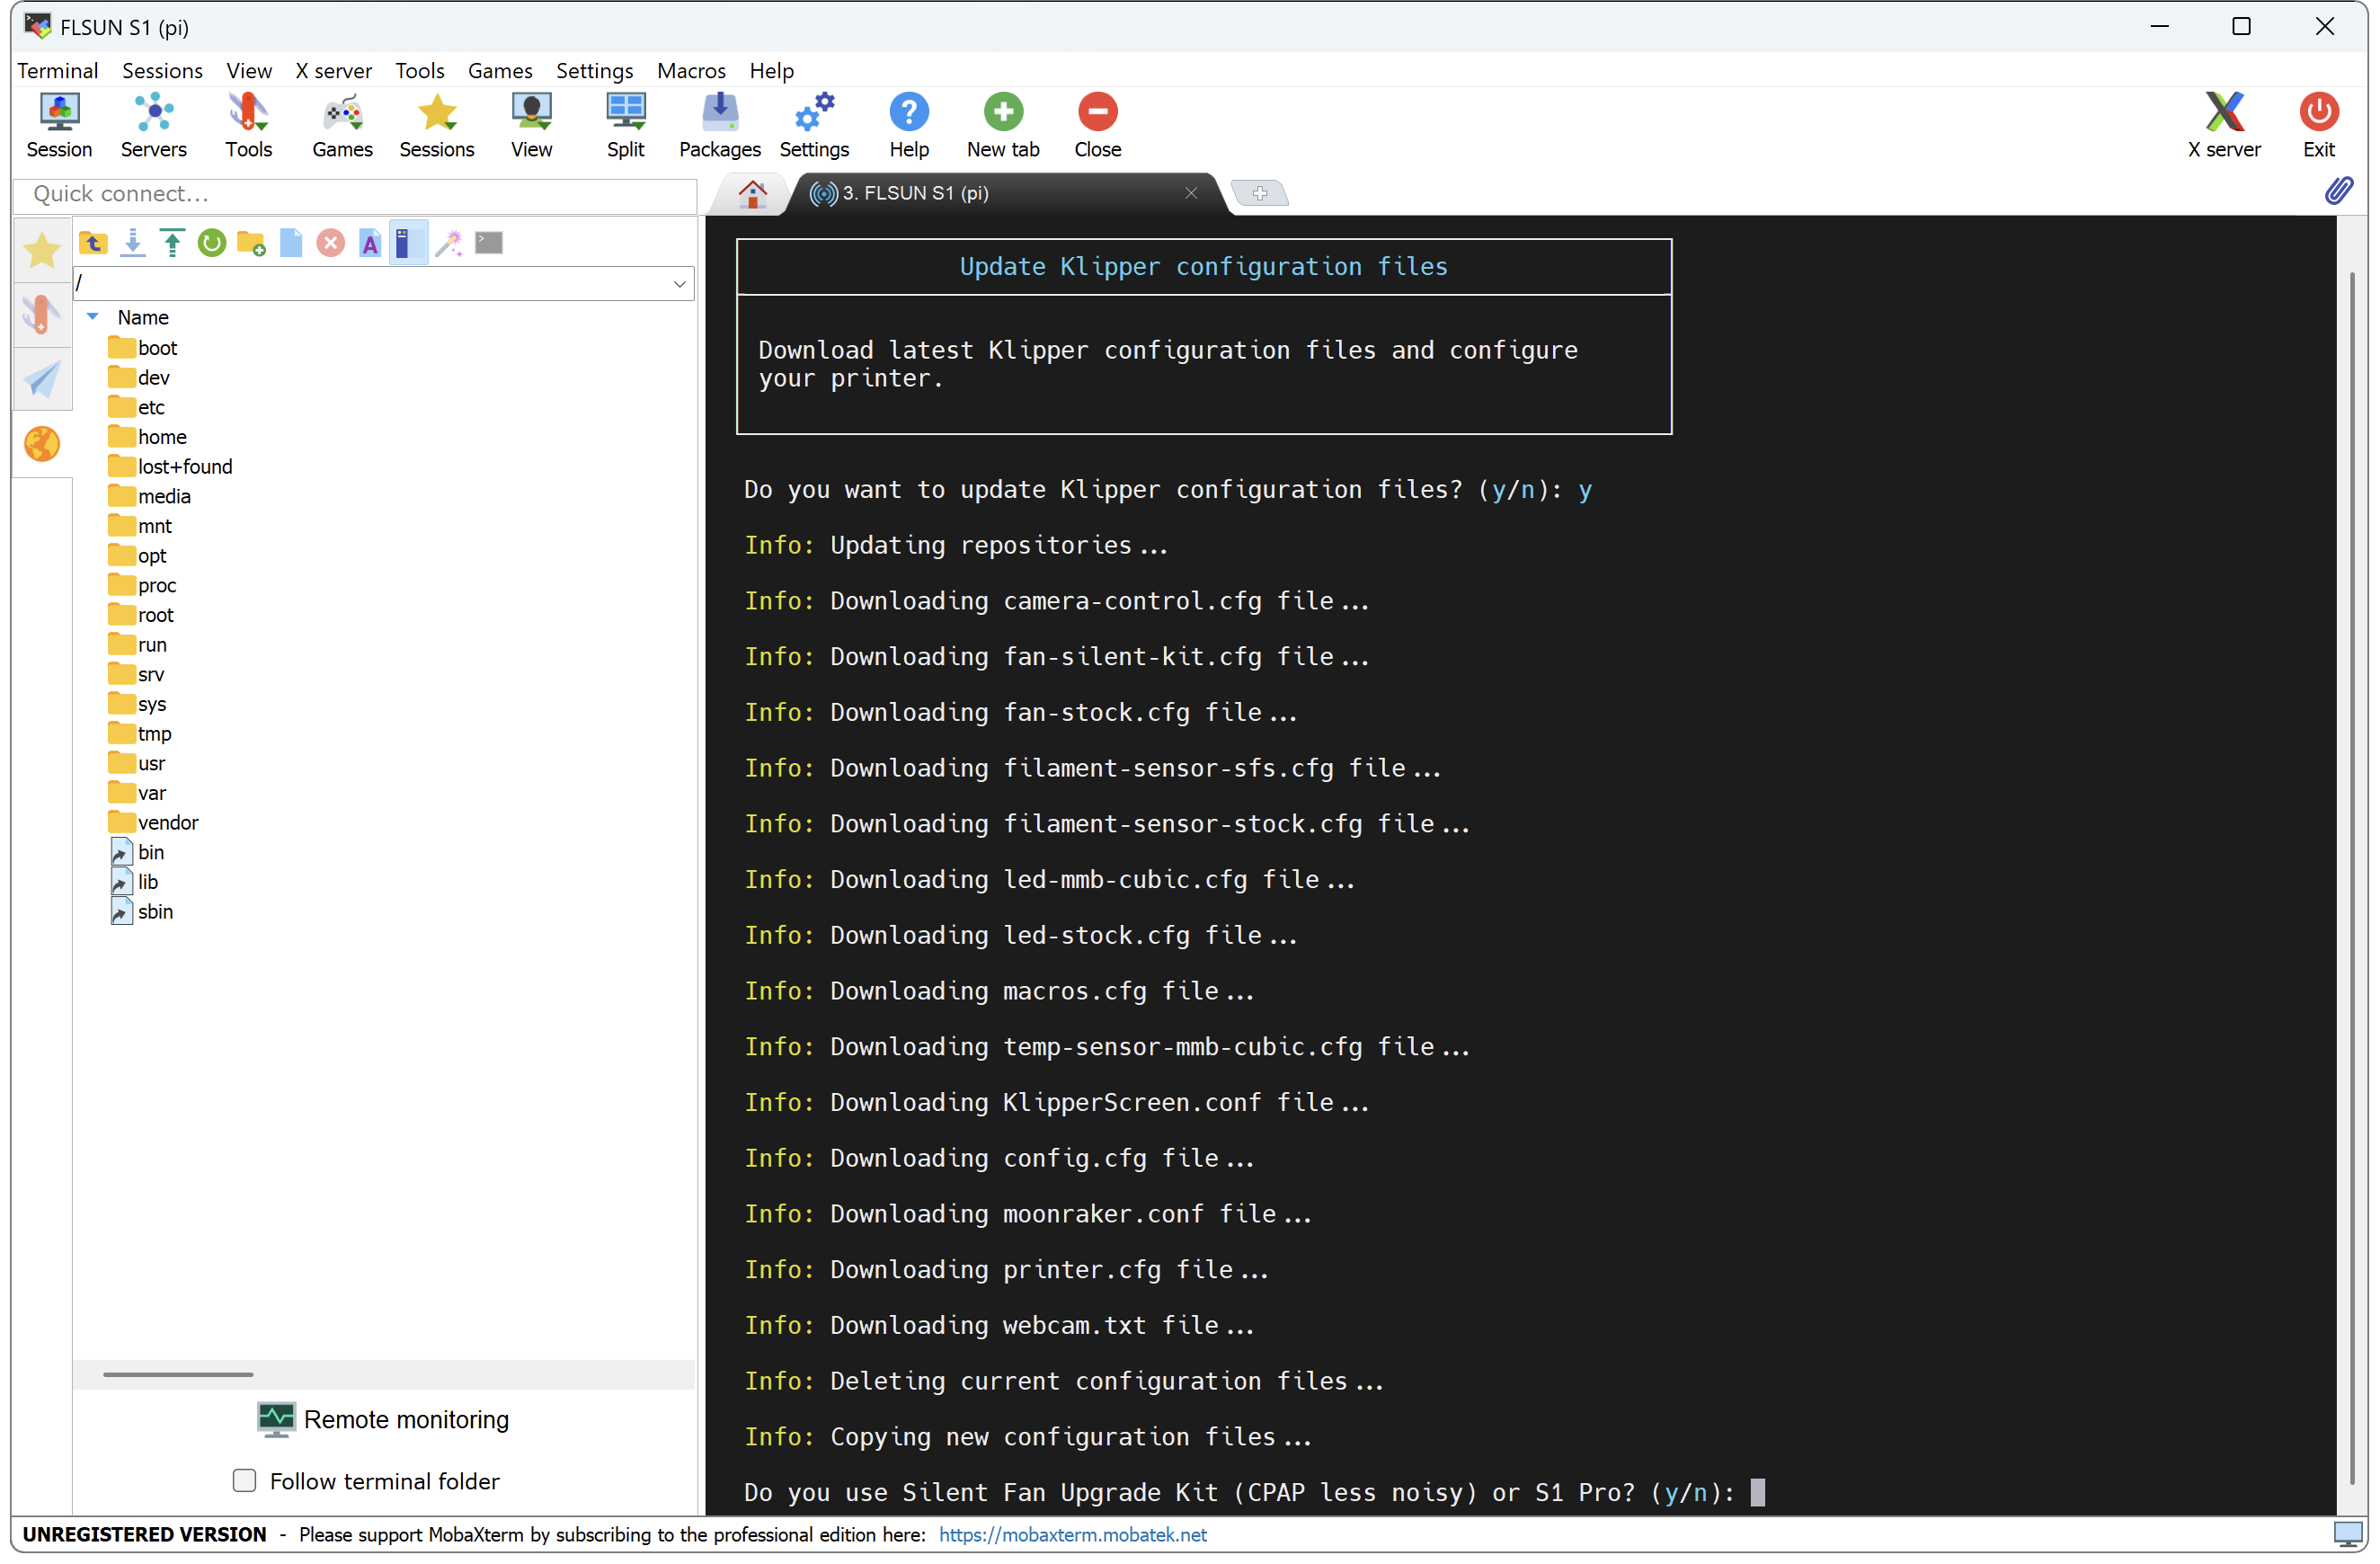 FLSUN S1 (pi)
Terminal Sessions View X server Tools Games Settings Macros Help
Session Servers Tools Games Sessions View Split Packages Settings Help New tab Close X server Exit
Quick connect...
3. FLSUN S1 (pi)
/
Name
boot
dev
etc
home
lost+found
media
mnt
opt
proc
root
run
srv
sys
tmp
usr
var
vendor
bin
lib
sbin
Remote monitoring
Follow terminal folder
Update Klipper configuration files
Download latest Klipper configuration files and configure
your printer.
Do you want to update Klipper configuration files? (y/n): y
Info: Updating repositories...
Info: Downloading camera-control.cfg file...
Info: Downloading fan-silent-kit.cfg file...
Info: Downloading fan-stock.cfg file...
Info: Downloading filament-sensor-sfs.cfg file...
Info: Downloading filament-sensor-stock.cfg file...
Info: Downloading led-mmb-cubic.cfg file...
Info: Downloading led-stock.cfg file...
Info: Downloading macros.cfg file...
Info: Downloading temp-sensor-mmb-cubic.cfg file...
Info: Downloading KlipperScreen.conf file...
Info: Downloading config.cfg file...
Info: Downloading moonraker.conf file...
Info: Downloading printer.cfg file...
Info: Downloading webcam.txt file...
Info: Deleting current configuration files...
Info: Copying new configuration files...
Do you use Silent Fan Upgrade Kit (CPAP less noisy) or S1 Pro? (y/n):
UNREGISTERED VERSION - Please support MobaXterm by subscribing to the professional edition here: https://mobaxterm.mobatek.net